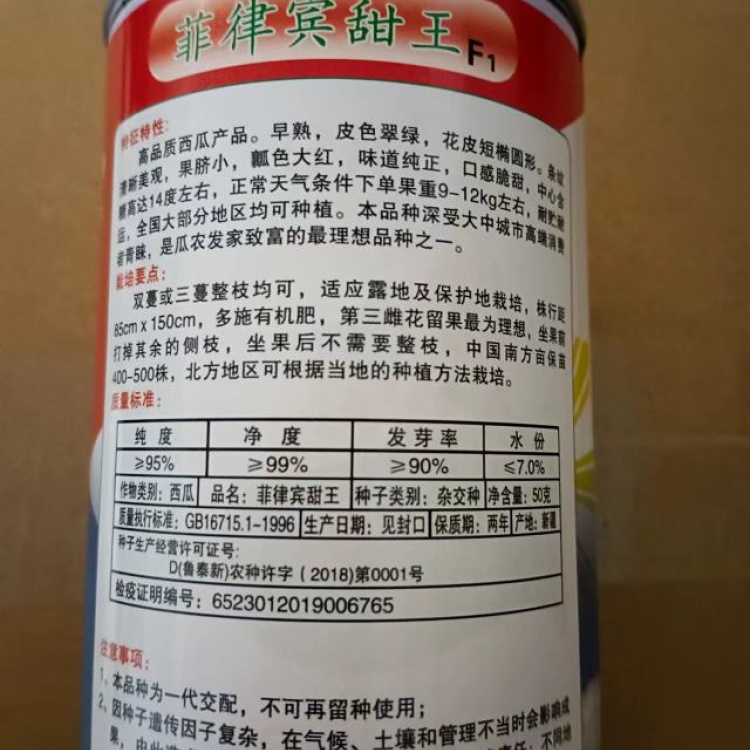 菲律宾甜王F1
特征特性：
高品质西瓜产品。早熟，皮色翠绿，花皮短椭圆形。条纹
清晰美观，果脐小，瓤色大红，味道纯正，口感脆甜，中心含
糖高达14度左右，正常天气条件下单果重9-12kg左右，耐贮耐
运，全国大部分地区均可种植。本品种深受大中城市高端消费
者青睐，是瓜农发家致富的最理想品种之一。
栽培要点：
双蔓或三蔓整枝均可，适应露地及保护地栽培，株行距
85cm x 150cm，多施有机肥，第三雌花留果最为理想，坐果前
打掉其余的侧枝，坐果后不需要整枝，中国南方亩保苗
400-500株，北方地区可根据当地的种植方法栽培。
质量标准：
纯度 净度 发芽率 水份
≥95% ≥99% ≥90% ≤7.0%
作物类别：西瓜 品名：菲律宾甜王 种子类别：杂交种 净含量：50克
质量执行标准：GB16715.1-1996 生产日期：见封口 保质期：两年 产地：新疆
种子生产经营许可证号：
D(鲁泰新)农种许字（2018)第0001号
检疫证明编号：6523012019006765
注意事项：
1、本品种为一代交配，不可再留种使用；
2、因种子遗传因子复杂，在气候、土壤和管理不当时会影响成
果，由此造 不同地